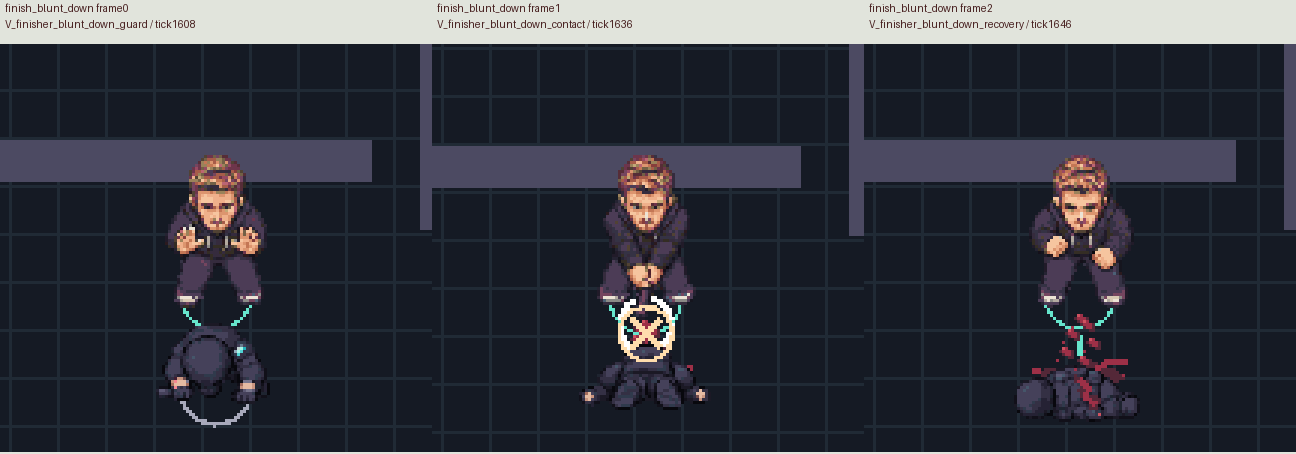 finish_blunt_down frame0
V_finisher_blunt_down_guard / tick1608
finish_blunt_down frame1
V_finisher_blunt_down_contact / tick1636
finish_blunt_down frame2
V_finisher_blunt_down_recovery / tick1646